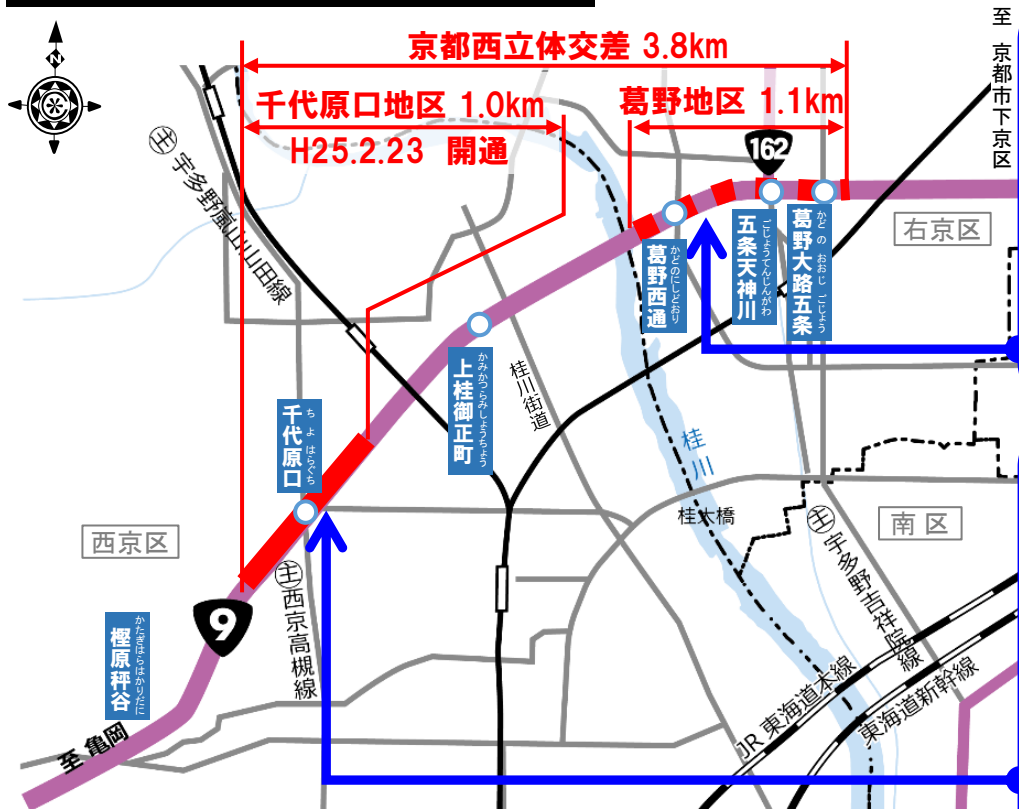 京都西立体交差 3.8km
千代原口地区 1.0km
葛野地区 1.1km
H25.2.23 開通
至 京都市下京区
N
162
主 宇多野嵐山山田線
右京区
葛野西通
かどのにしどおり
五条天神川
ごじょうてんじんがわ
葛野大路五条
かどの おおじ ごじょう
上桂御正町
かみかつらみしょうちょう
桂川街道
千代原口
ちよはらぐち
桂川
桂大橋
西京区
南区
主 宇多野吉祥院線
主 西京高槻線
9
樫原秤谷
かたぎはらはかりだに
至 亀岡
JR 東海道本線
東海道新幹線